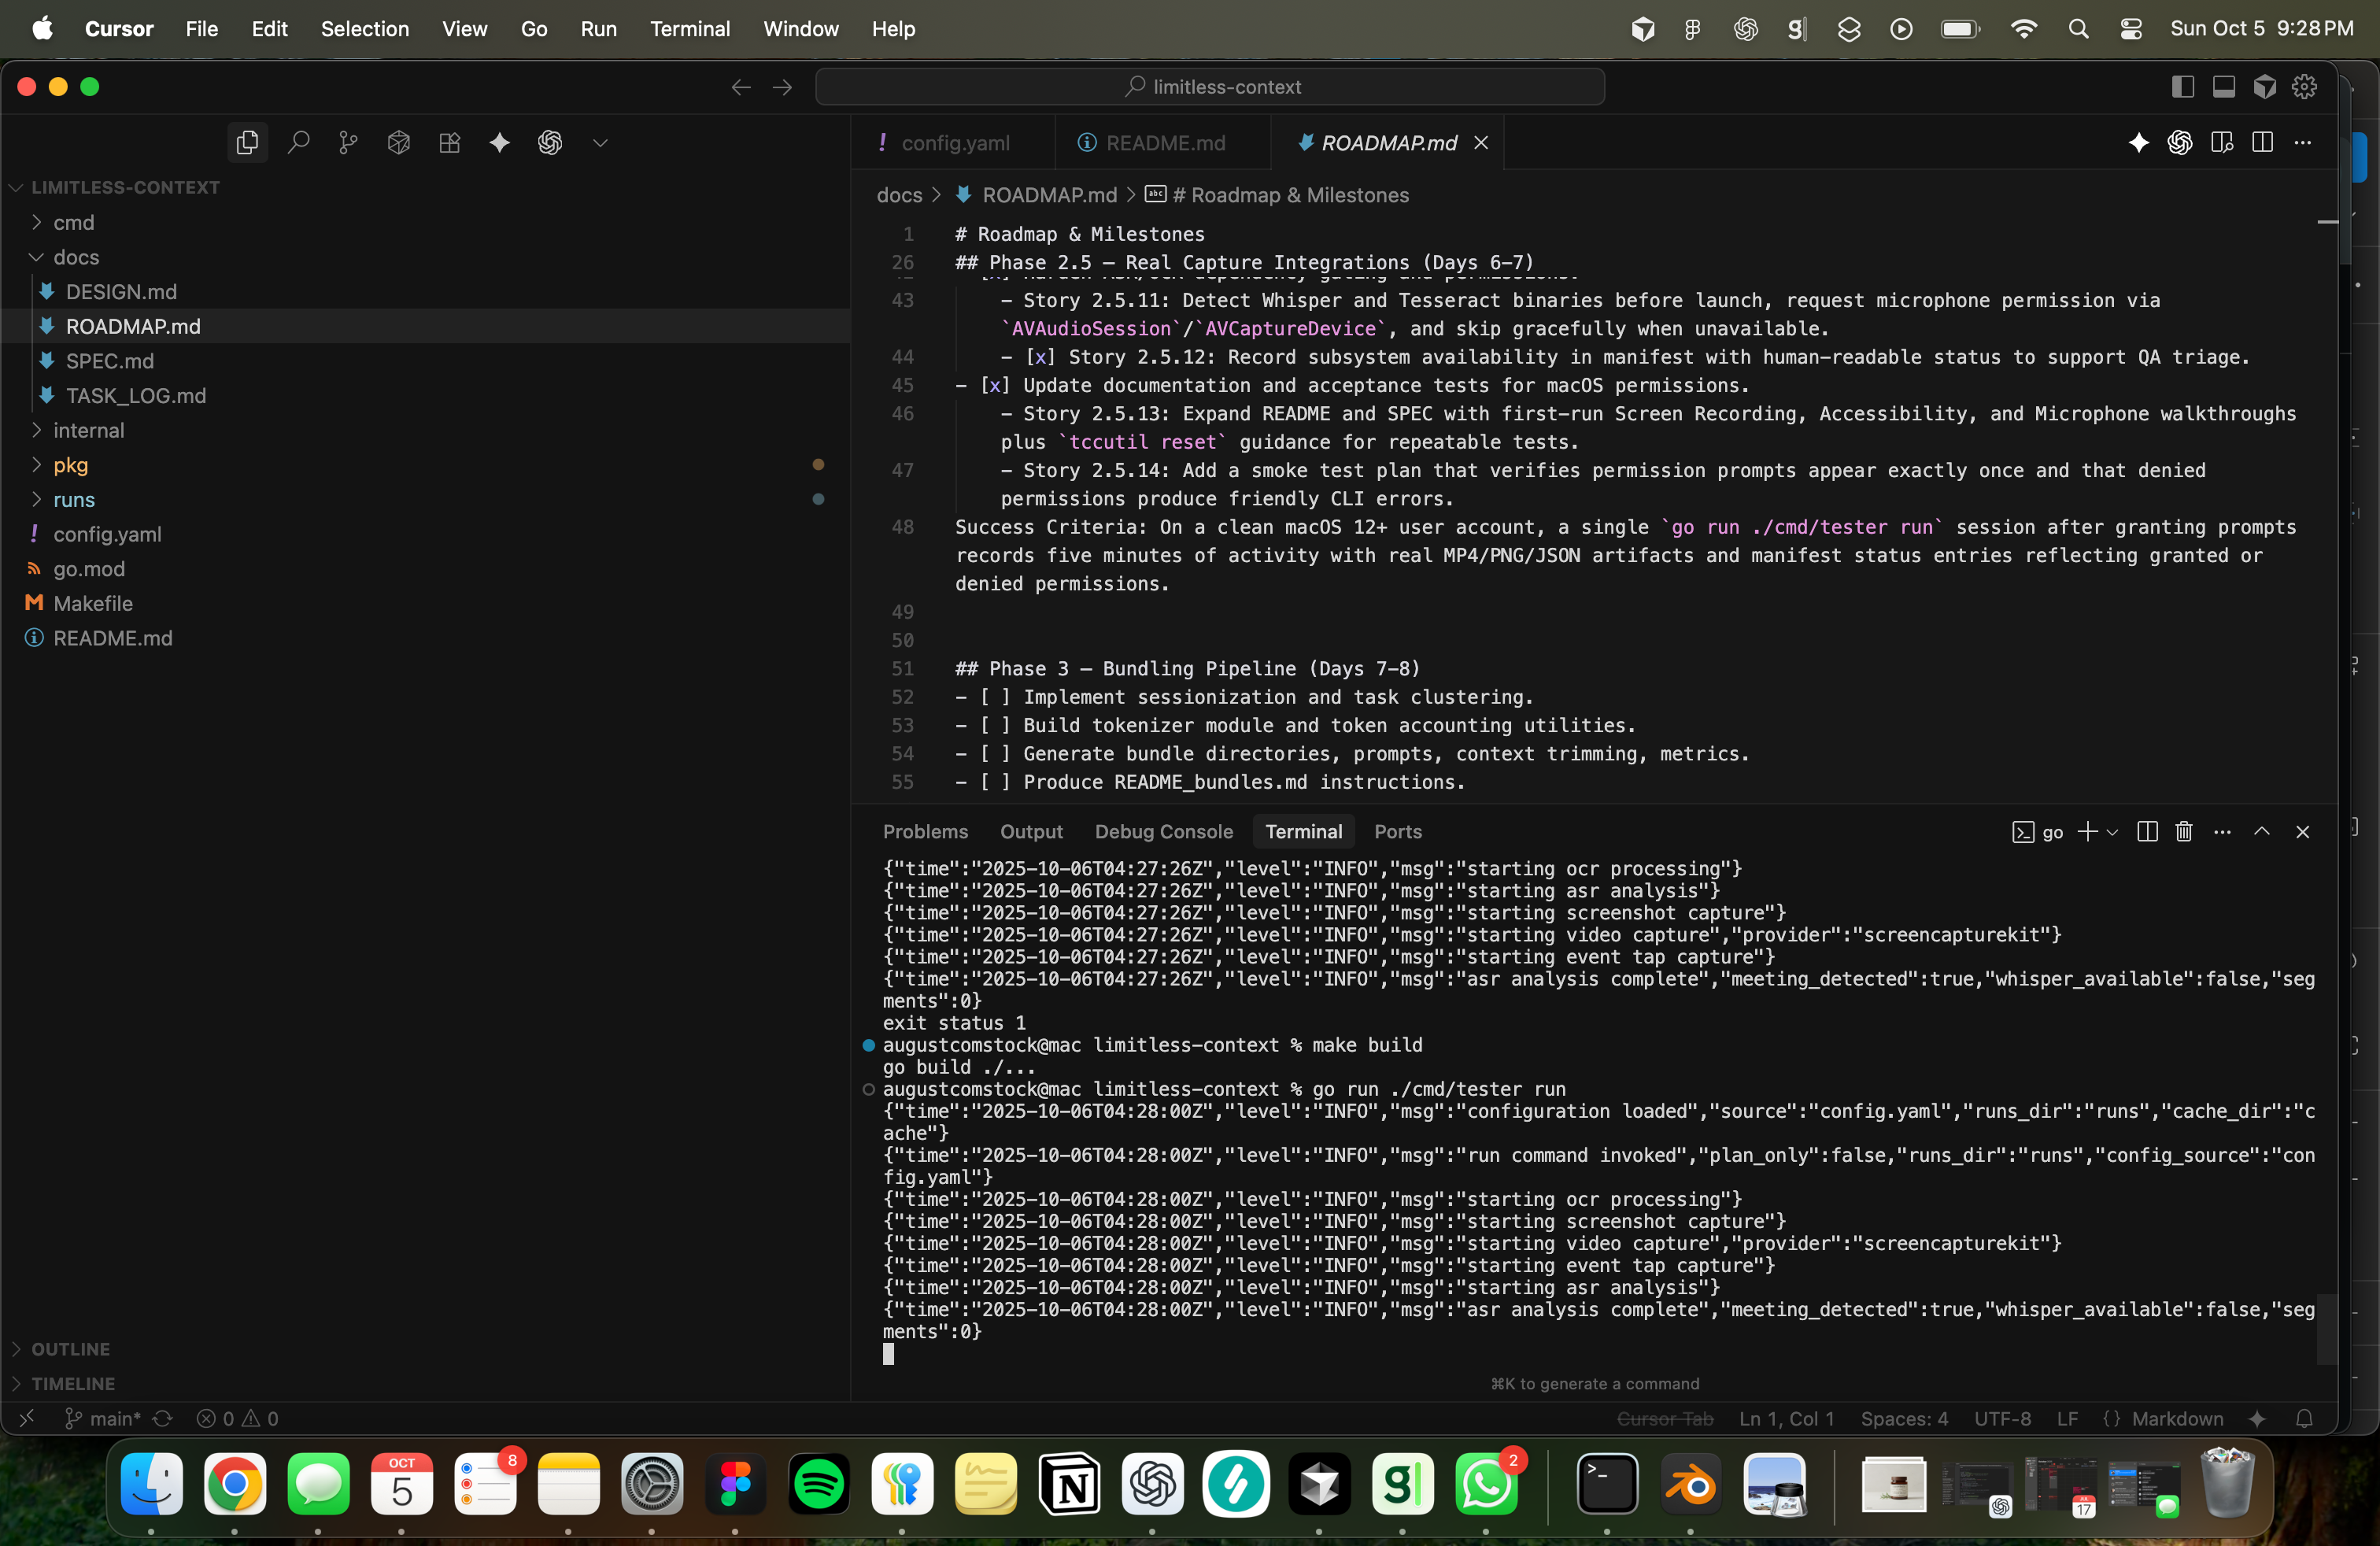 Cursor File Edit Selection View Go Run Terminal Window Help
g|
Sun Oct 5 9:28 PM
limitless-context
! config.yaml
README.md
ROADMAP.md
docs > ROADMAP.md > # Roadmap & Milestones
LIMITLESS-CONTEXT
cmd
docs
DESIGN.md
ROADMAP.md
SPEC.md
TASK_LOG.md
internal
pkg
runs
! config.yaml
go.mod
M Makefile
README.md
OUTLINE
TIMELINE
1 # Roadmap & Milestones
26 ## Phase 2.5 — Real Capture Integrations (Days 6–7)
43 - Story 2.5.11: Detect Whisper and Tesseract binaries before launch, request microphone permission via
`AVAudioSession`/`AVCaptureDevice`, and skip gracefully when unavailable.
44 - [x] Story 2.5.12: Record subsystem availability in manifest with human-readable status to support QA triage.
45 - [x] Update documentation and acceptance tests for macOS permissions.
46 - Story 2.5.13: Expand README and SPEC with first-run Screen Recording, Accessibility, and Microphone walkthroughs
plus `tccutil reset` guidance for repeatable tests.
47 - Story 2.5.14: Add a smoke test plan that verifies permission prompts appear exactly once and that denied
permissions produce friendly CLI errors.
48 Success Criteria: On a clean macOS 12+ user account, a single `go run ./cmd/tester run` session after granting prompts
records five minutes of activity with real MP4/PNG/JSON artifacts and manifest status entries reflecting granted or
denied permissions.
49
50
51 ## Phase 3 — Bundling Pipeline (Days 7–8)
52 - [ ] Implement sessionization and task clustering.
53 - [ ] Build tokenizer module and token accounting utilities.
54 - [ ] Generate bundle directories, prompts, context trimming, metrics.
55 - [ ] Produce README_bundles.md instructions.
Problems Output Debug Console Terminal Ports
go
{"time":"2025-10-06T04:27:26Z","level":"INFO","msg":"starting ocr processing"}
{"time":"2025-10-06T04:27:26Z","level":"INFO","msg":"starting asr analysis"}
{"time":"2025-10-06T04:27:26Z","level":"INFO","msg":"starting screenshot capture"}
{"time":"2025-10-06T04:27:26Z","level":"INFO","msg":"starting video capture","provider":"screencapturekit"}
{"time":"2025-10-06T04:27:26Z","level":"INFO","msg":"starting event tap capture"}
{"time":"2025-10-06T04:27:26Z","level":"INFO","msg":"asr analysis complete","meeting_detected":true,"whisper_available":false,"seg
ments":0}
exit status 1
augustcomstock@mac limitless-context % make build
go build ./...
augustcomstock@mac limitless-context % go run ./cmd/tester run
{"time":"2025-10-06T04:28:00Z","level":"INFO","msg":"configuration loaded","source":"config.yaml","runs_dir":"runs","cache_dir":"c
ache"}
{"time":"2025-10-06T04:28:00Z","level":"INFO","msg":"run command invoked","plan_only":false,"runs_dir":"runs","config_source":"con
fig.yaml"}
{"time":"2025-10-06T04:28:00Z","level":"INFO","msg":"starting ocr processing"}
{"time":"2025-10-06T04:28:00Z","level":"INFO","msg":"starting screenshot capture"}
{"time":"2025-10-06T04:28:00Z","level":"INFO","msg":"starting video capture","provider":"screencapturekit"}
{"time":"2025-10-06T04:28:00Z","level":"INFO","msg":"starting event tap capture"}
{"time":"2025-10-06T04:28:00Z","level":"INFO","msg":"starting asr analysis"}
{"time":"2025-10-06T04:28:00Z","level":"INFO","msg":"asr analysis complete","meeting_detected":true,"whisper_available":false,"seg
ments":0}
⌘K to generate a command
main* 0 0
Cursor Tab Ln 1, Col 1 Spaces: 4 UTF-8 LF {} Markdown
OCT
5
8
g|
2
17